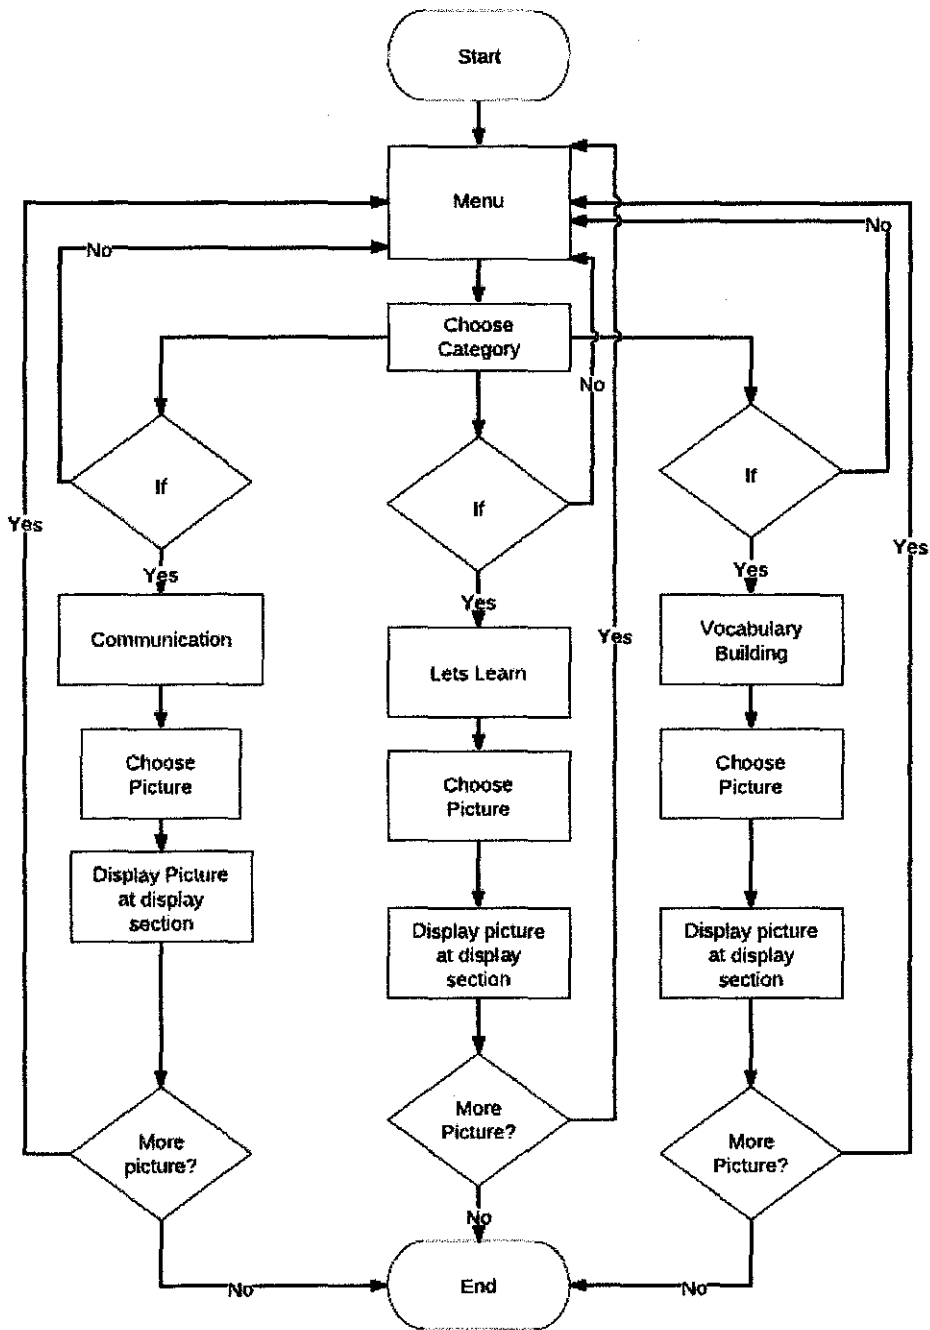 Start
Menu
No
No
Choose
Category
No
If
If
If
Yes
Yes
Yes
Yes
Yes
Communication
Yes
Vocabulary
Building
Lets Learn
Choose
Picture
Choose
Picture
Choose
Picture
Display Picture
at display
section
Display picture
at display
section
Display picture
at display
section
More
picture?
More
Picture?
More
Picture?
No
No
End
No